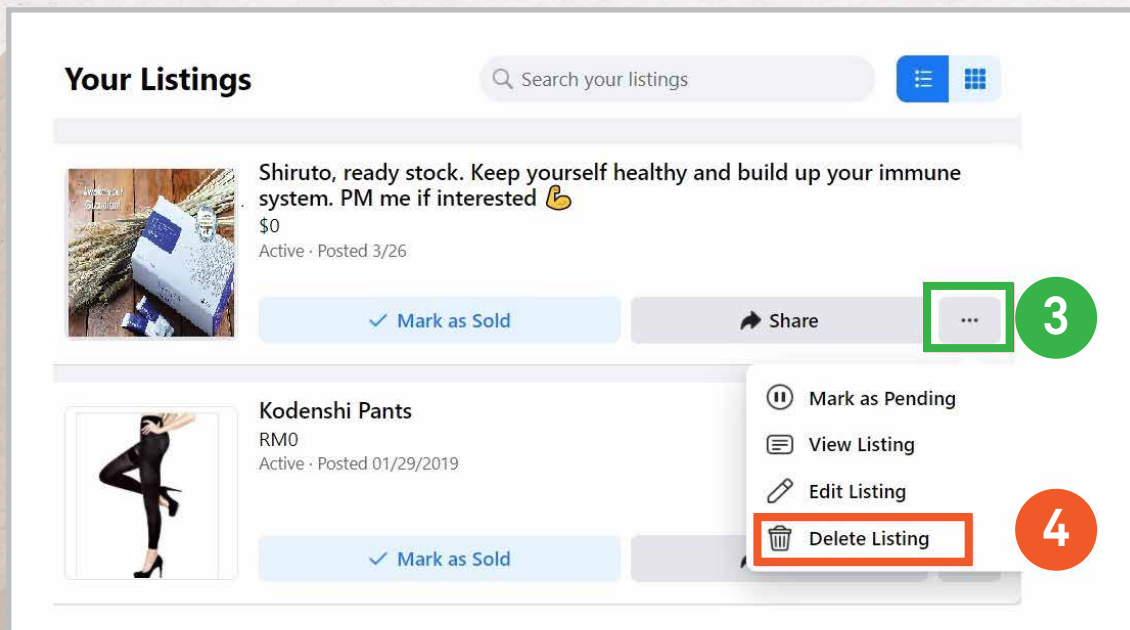 Your Listings
Search your listings
Shiruto, ready stock. Keep yourself healthy and build up your immune
system. PM me if interested 💪
$0
Active · Posted 3/26
Mark as Sold
Share
...
3
Mark as Pending
View Listing
Edit Listing
Delete Listing
4
Kodenshi Pants
RM0
Active · Posted 01/29/2019
Mark as Sold